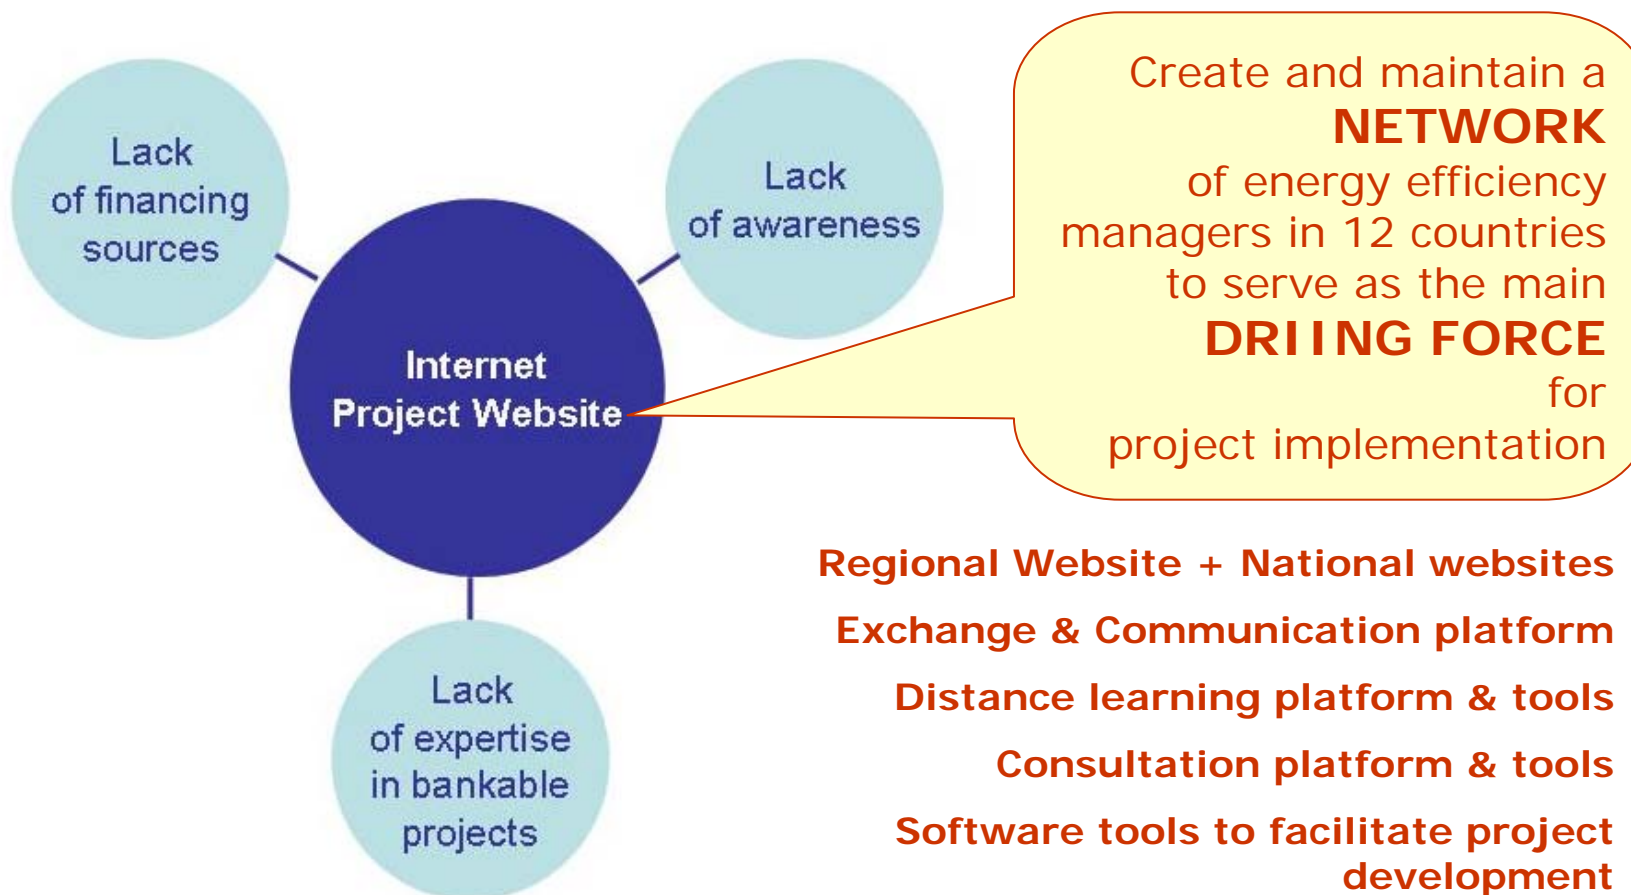 Lack
of financing
sources
Lack
of awareness
Internet
Project Website
Lack
of expertise
in bankable
projects
Create and maintain a
NETWORK
of energy efficiency
managers in 12 countries
to serve as the main
DRIING FORCE
for
project implementation
Regional Website + National websites
Exchange & Communication platform
Distance learning platform & tools
Consultation platform & tools
Software tools to facilitate project
development